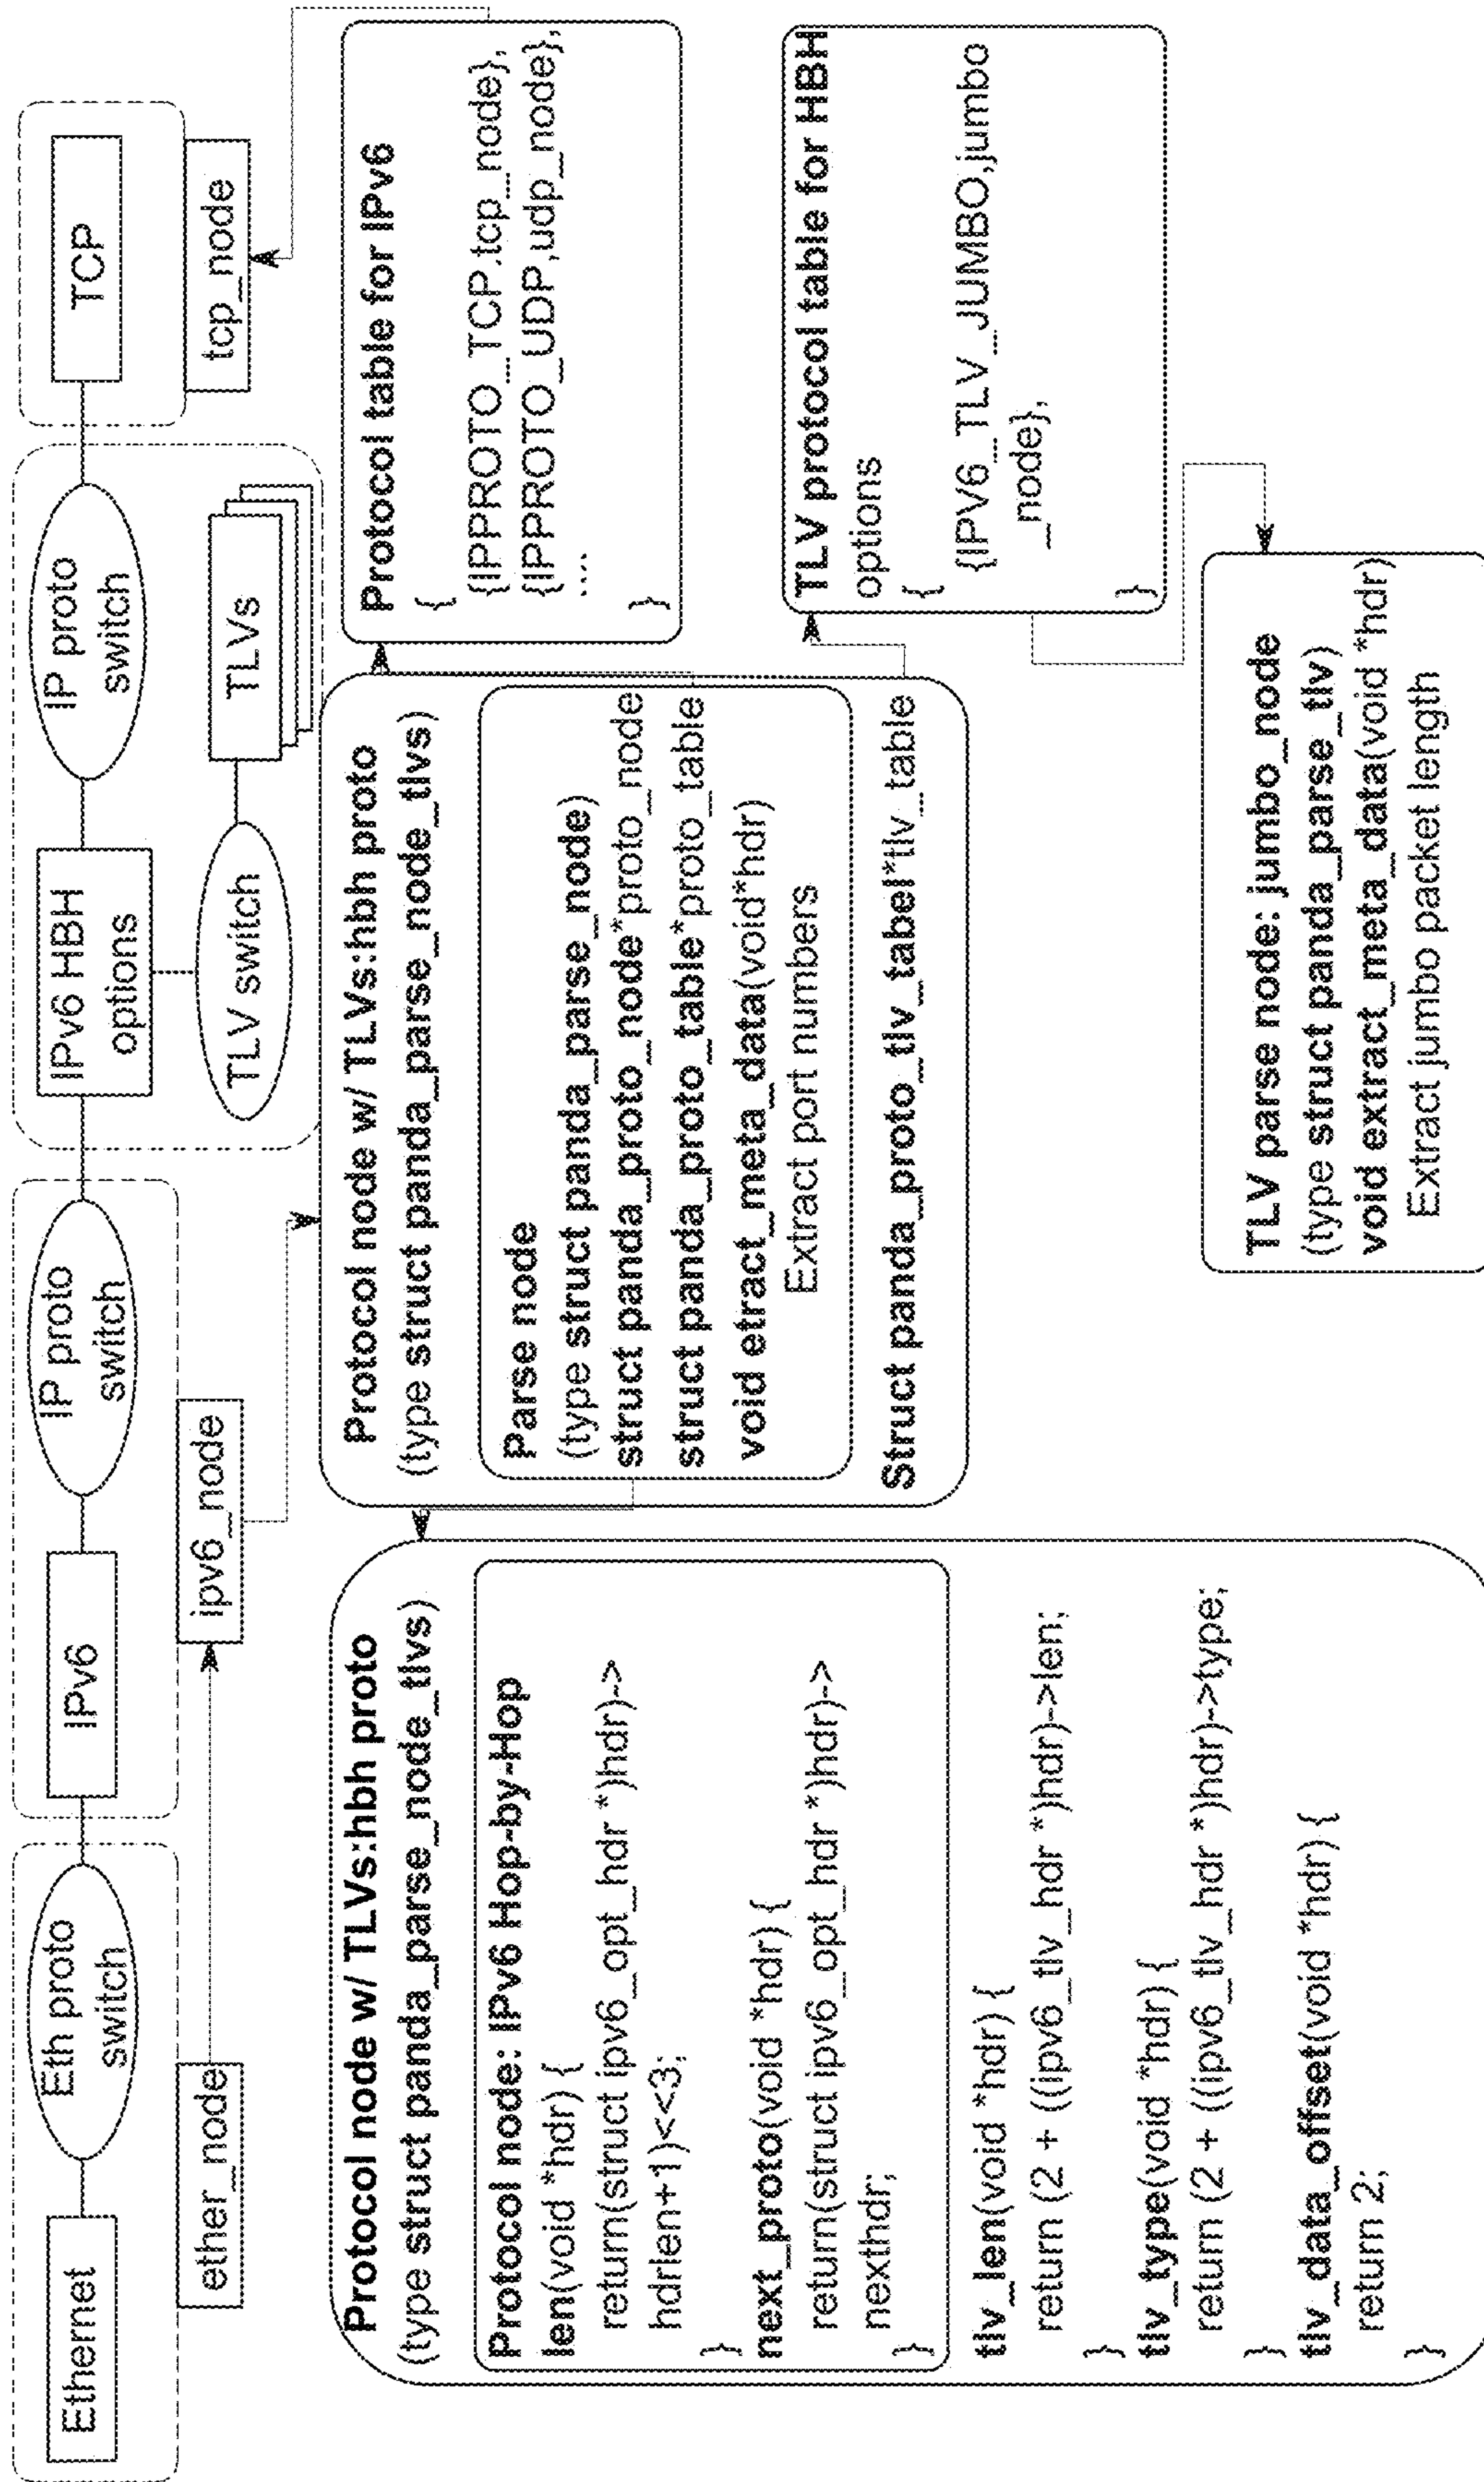 Ethernet
Eth proto
switch
IPv6
IP proto
switch
IPv6 HBH
options
IP proto
switch
TCP
TLV switch
TLVs
ether_node
ipv6_node
tcp_node
Protocol node w/ TLVs:hbh proto
(type struct panda_parse_node_tlvs)
Protocol node: IPv6 Hop-by-Hop
len(void *hdr) {
return(struct ipv6_opt_hdr *)hdr)->
hdrlen+1)<<3;
}
next_proto(void *hdr) {
return(struct ipv6_opt_hdr *)hdr)->
nexthdr;
}
tlv_len(void *hdr) {
return (2 + ((ipv6_tlv_hdr *)hdr)->len;
}
tlv_type(void *hdr) {
return (2 + ((ipv6_tlv_hdr *)hdr)->type;
}
tlv_data_offset(void *hdr) {
return 2;
}
Protocol node w/ TLVs:hbh proto
(type struct panda_parse_node_tlvs)
Parse node
(type struct panda_parse_node)
struct panda_proto_node*proto_node
struct panda_proto_table*proto_table
void etract_meta_data(void*hdr)
Extract port numbers
Struct panda_proto_tlv_tabel*tlv_table
Protocol table for IPv6
{
{IPPROTO_TCP.tcp_node},
{IPPROTO_UDP,udp_node},
....
}
TLV protocol table for HBH
options
{
{IPV6_TLV_JUMBO,jumbo
_node},
}
TLV parse node: jumbo_node
(type struct panda_parse_tlv)
void extract_meta_data(void *hdr)
Extract jumbo packet length